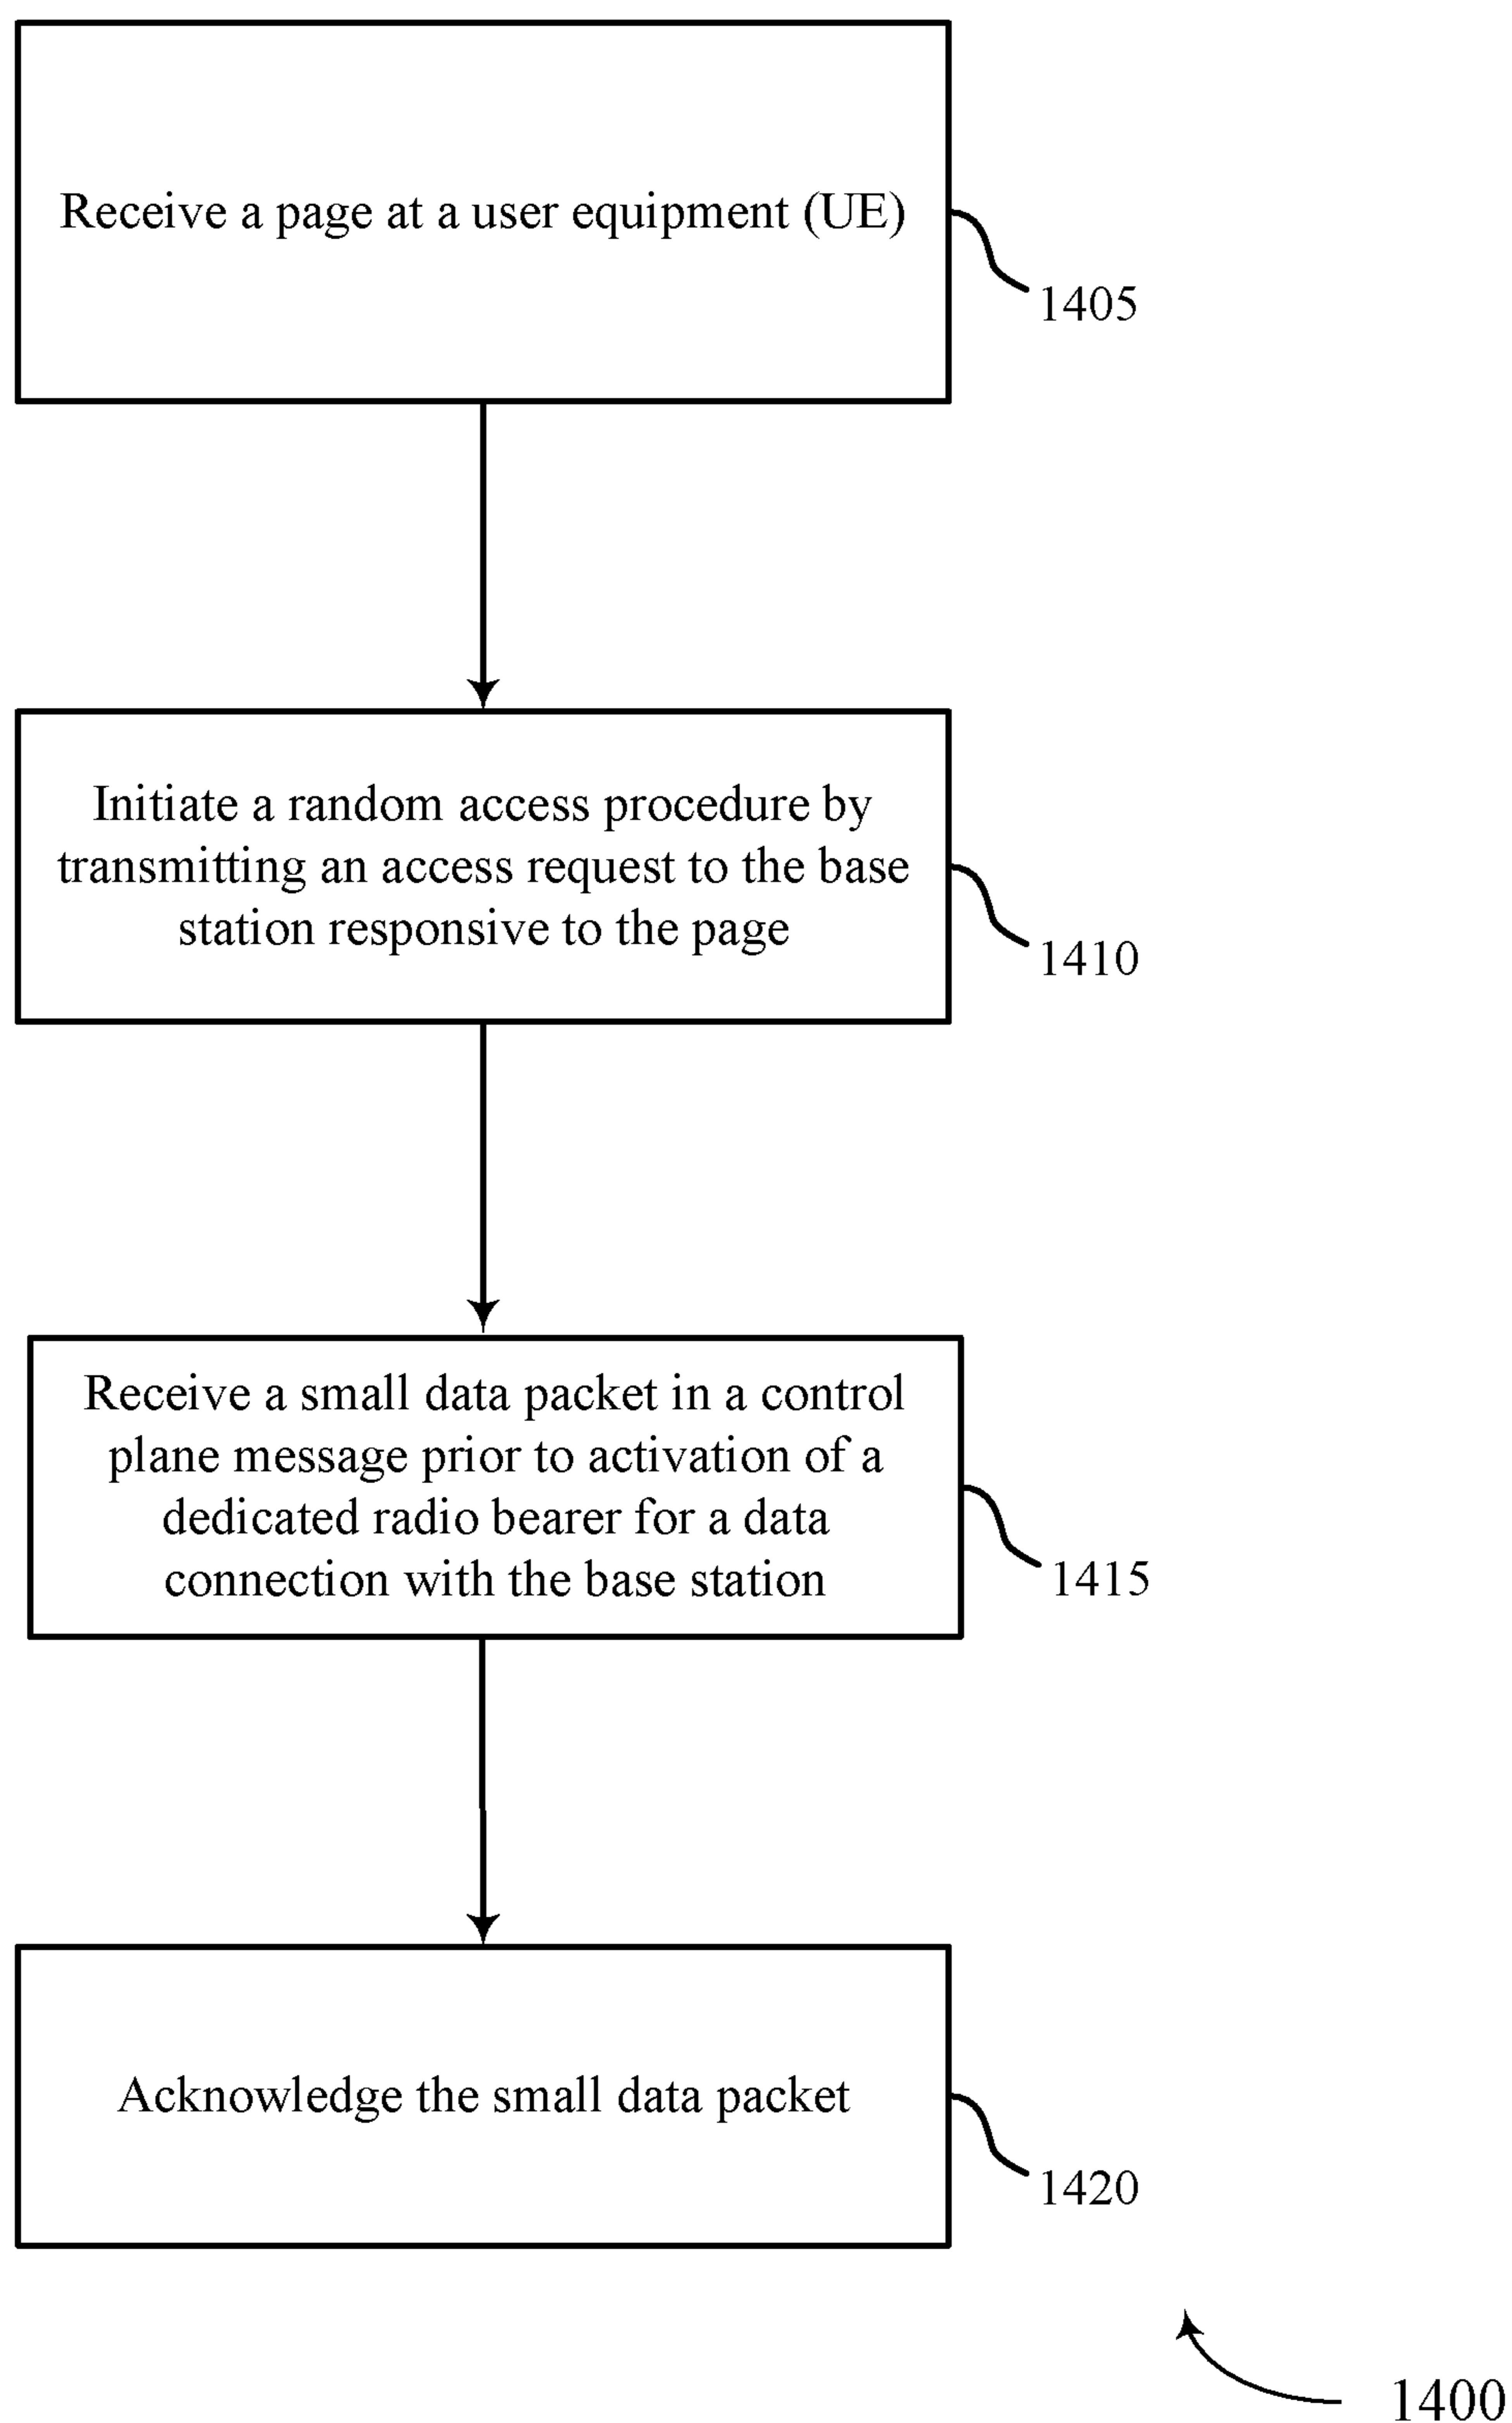 Receive a page at a user equipment (UE)
1405
Initiate a random access procedure by
transmitting an access request to the base
station responsive to the page
1410
Receive a small data packet in a control
plane message prior to activation of a
dedicated radio bearer for a data
connection with the base station
1415
Acknowledge the small data packet
1420
1400